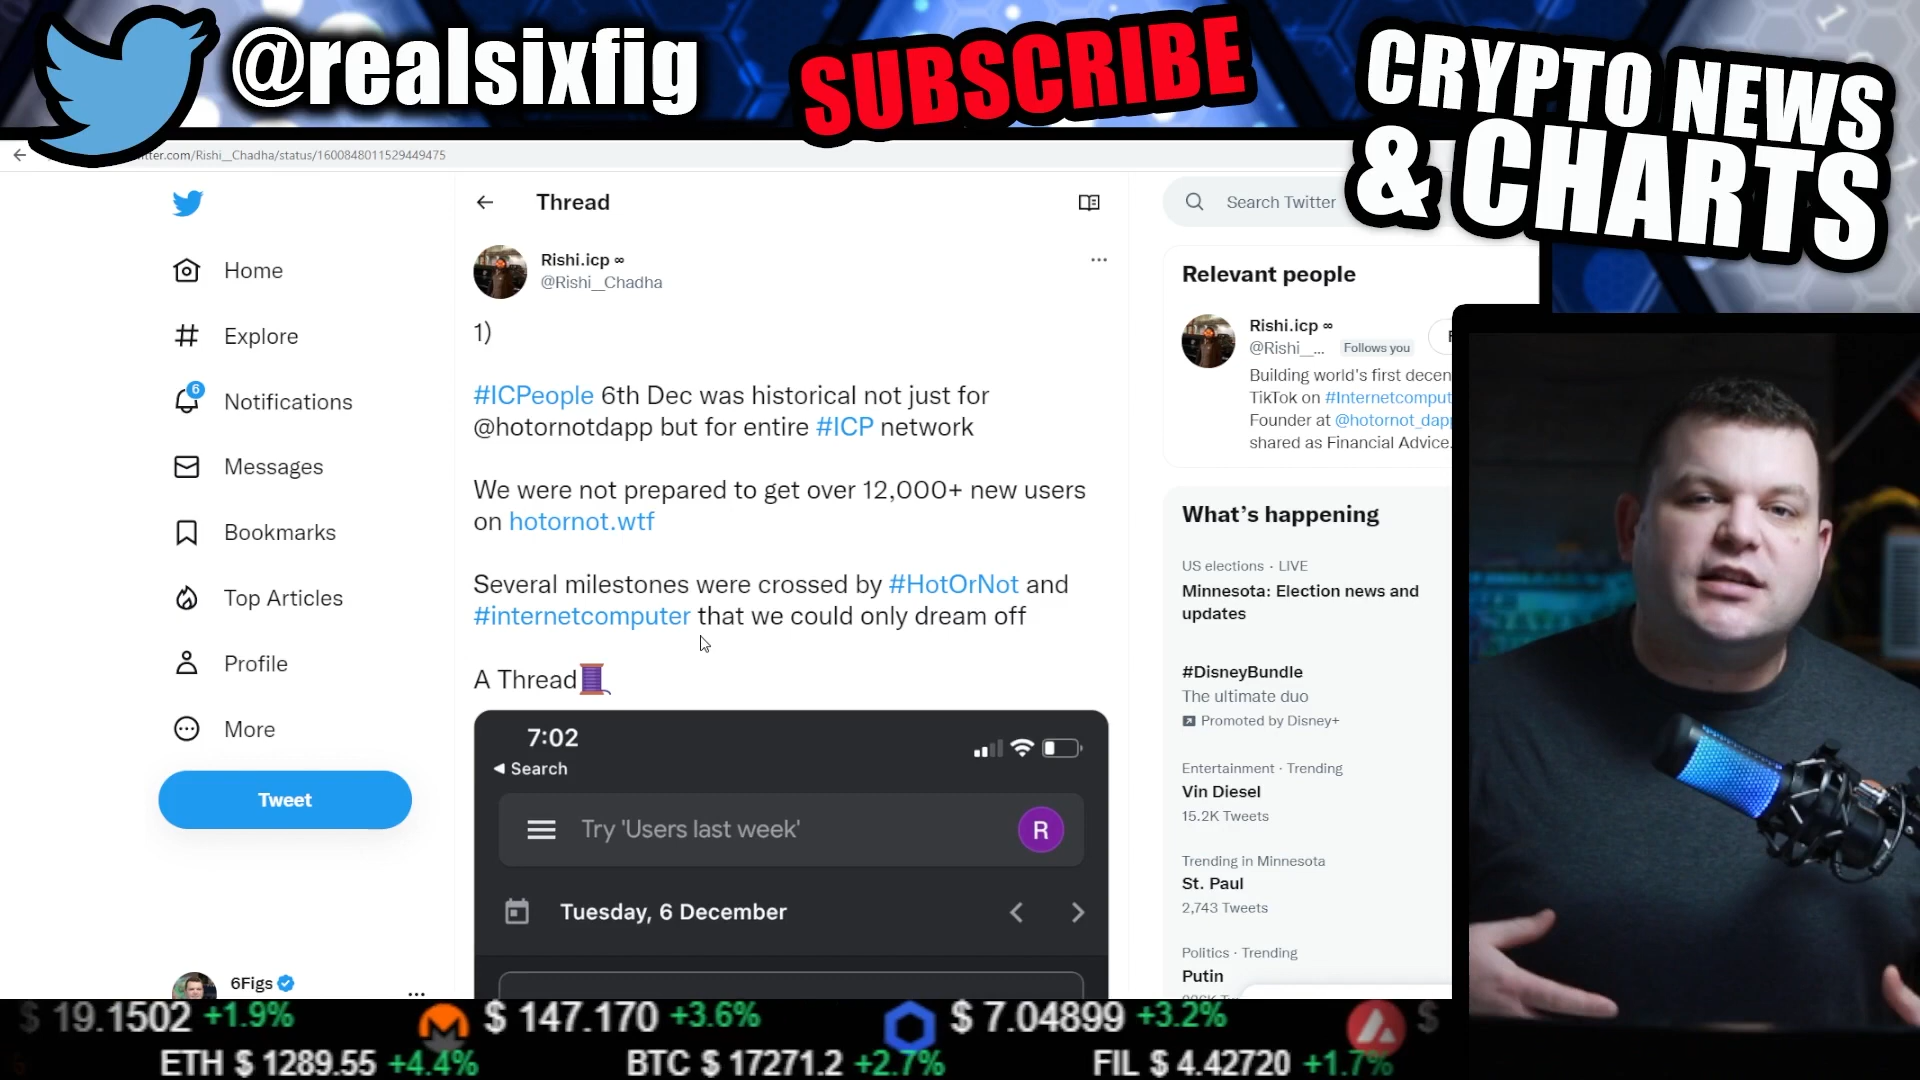 @realsixfig
SUBSCRIBE
CRYPTO NEWS
& CHARTS
tter.com/Rishi__Chadha/status/1600848011529449475
Thread
Search Twitter
Home
Explore
6
Notifications
Messages
Bookmarks
Top Articles
Profile
More
Tweet
6Figs
Rishi.icp ∞
@Rishi__Chadha
1)
#ICPeople 6th Dec was historical not just for
@hotornotdapp but for entire #ICP network
We were not prepared to get over 12,000+ new users
on hotornot.wtf
Several milestones were crossed by #HotOrNot and
#internetcomputer that we could only dream off
A Thread
7:02
Search
Try 'Users last week'
R
Tuesday, 6 December
Relevant people
Rishi.icp ∞
@Rishi__... Follows you
Building world's first decen
TikTok on #Internetcomput
Founder at @hotornot_dapp
shared as Financial Advice.
What's happening
US elections · LIVE
Minnesota: Election news and
updates
#DisneyBundle
The ultimate duo
Promoted by Disney+
Entertainment · Trending
Vin Diesel
15.2K Tweets
Trending in Minnesota
St. Paul
2,743 Tweets
Politics · Trending
Putin
$ 19.1502 +1.9% $ 147.170 +3.6% $ 7.04899 +3.2% $
ETH $ 1289.55 +4.4% BTC $ 17271.2 +2.7% FIL $ 4.42720 +1.7%